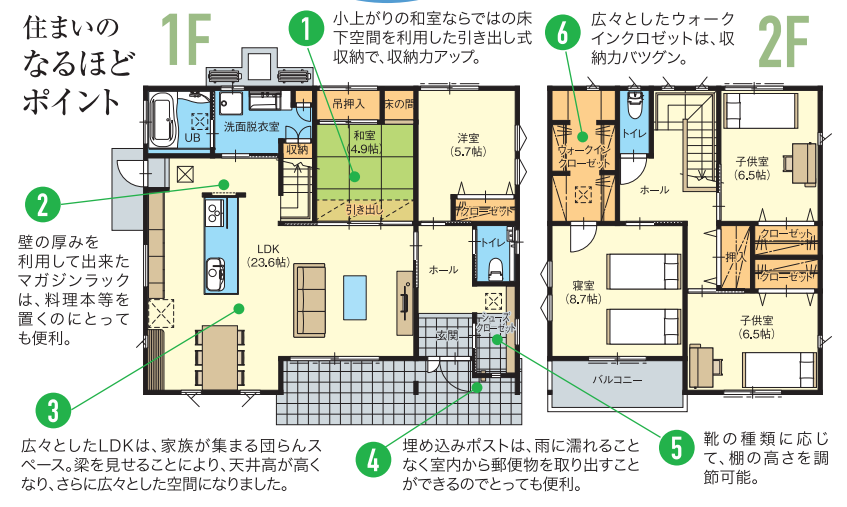 住まいの
なるほど
ポイント
1F
1
小上がりの和室ならではの床
下空間を利用した引き出し式
収納で、収納力アップ。
6
広々としたウォーク
インクロゼットは、収
納力バツグン。
2F
UB
洗面脱衣室
収納
吊押入
床の間
和室
(4.9帖)
引き出し
洋室
(5.7帖)
クローゼット
トイレ
ホール
LDK
(23.6帖)
シューズ
クローゼット
玄関
ウォークイン
クローゼット
トイレ
ホール
子供室
(6.5帖)
クローゼット
押入
クローゼット
寝室
(8.7帖)
子供室
(6.5帖)
バルコニー
2
壁の厚みを
利用して出来た
マガジンラック
は、料理本等を
置くのにとって
も便利。
3
広々としたLDKは、家族が集まる団らんス
ペース。梁を見せることにより、天井高が高く
なり、さらに広々とした空間になりました。
4
埋め込みポストは、雨に濡れること
なく室内から郵便物を取り出すこと
ができるのでとっても便利。
5
靴の種類に応じ
て、棚の高さを調
節可能。